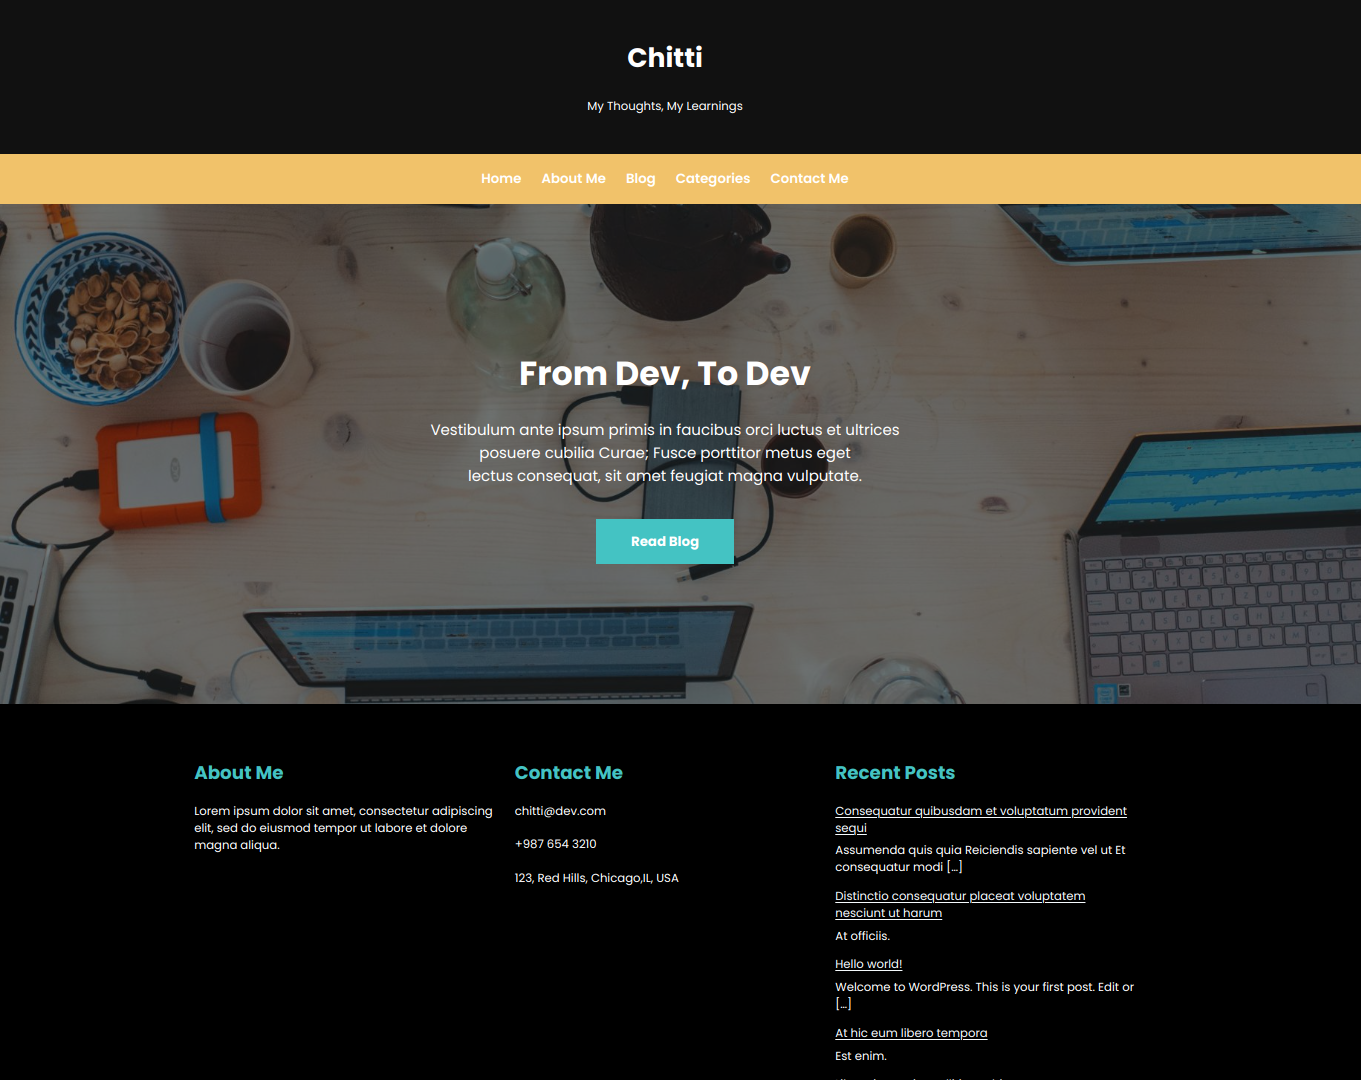 Chitti
My Thoughts, My Learnings
Home About Me Blog Categories Contact Me
From Dev, To Dev
Vestibulum ante ipsum primis in faucibus orci luctus et ultrices
posuere cubilia Curae; Fusce porttitor metus eget
lectus consequat, sit amet feugiat magna vulputate.
Read Blog
About Me
Lorem ipsum dolor sit amet, consectetur adipiscing
elit, sed do eiusmod tempor ut labore et dolore
magna aliqua.
Contact Me
chitti@dev.com
+987 654 3210
123, Red Hills, Chicago,IL, USA
Recent Posts
Consequatur quibusdam et voluptatum provident
sequi
Assumenda quis quia Reiciendis sapiente vel ut Et
consequatur modi [...]
Distinctio consequatur placeat voluptatem
nesciunt ut harum
At officiis.
Hello world!
Welcome to WordPress. This is your first post. Edit or
[...]
At hic eum libero tempora
Est enim.